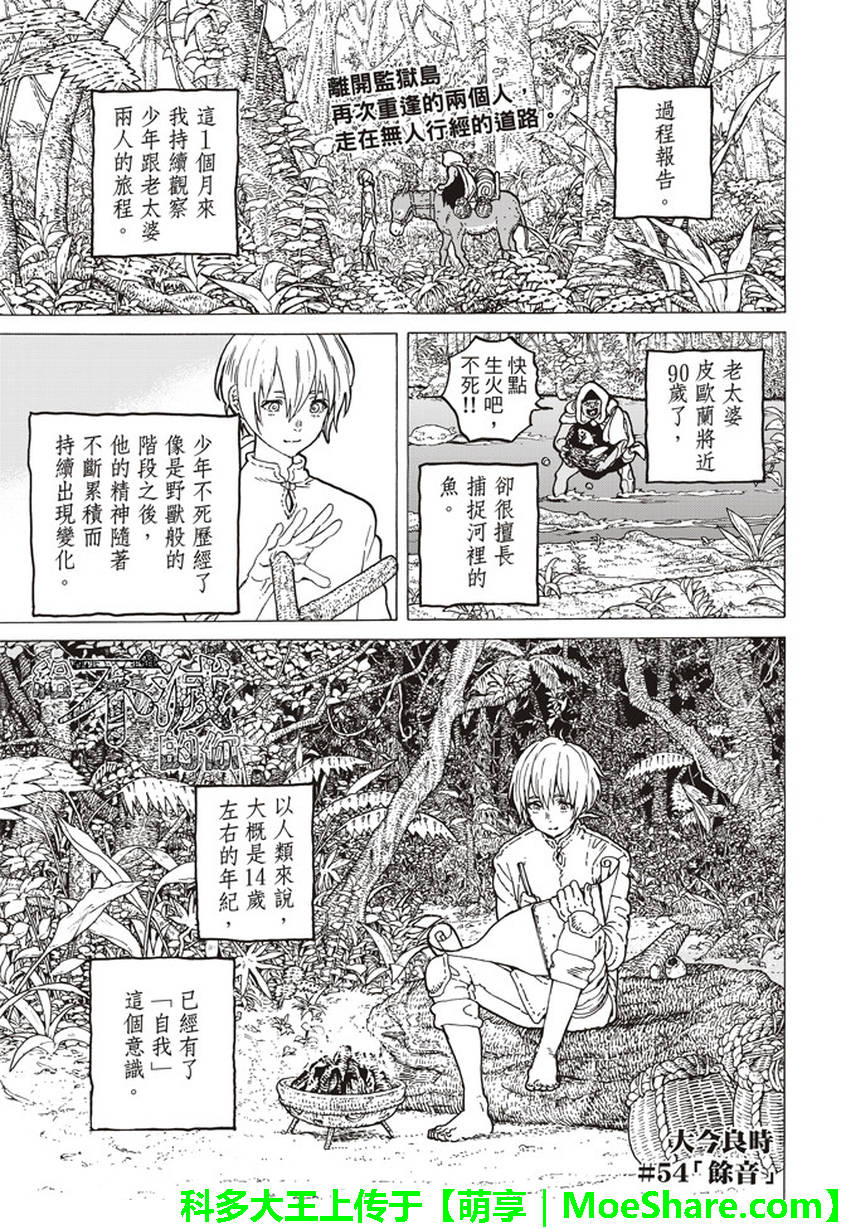 過程報告。
離開監獄島
再次重逢的兩個人，
走在無人行經的道路。
這1個月來
我持續觀察
少年跟老太婆
兩人的旅程。
老太婆
皮歐蘭將近
90歲了，
快點
生火吧，
不死!!
卻很擅長
捕捉河裡的
魚。
少年不死歷經了
像是野獸般的
階段之後，
他的精神隨著
不斷累積而
持續出現變化。
給不滅的你
以人類來說，
大概是14歲
左右的年紀，
已經有了
「自我」
這個意識。
大今良時
#54「餘音」
科多大王上传于【萌享｜MoeShare.com】